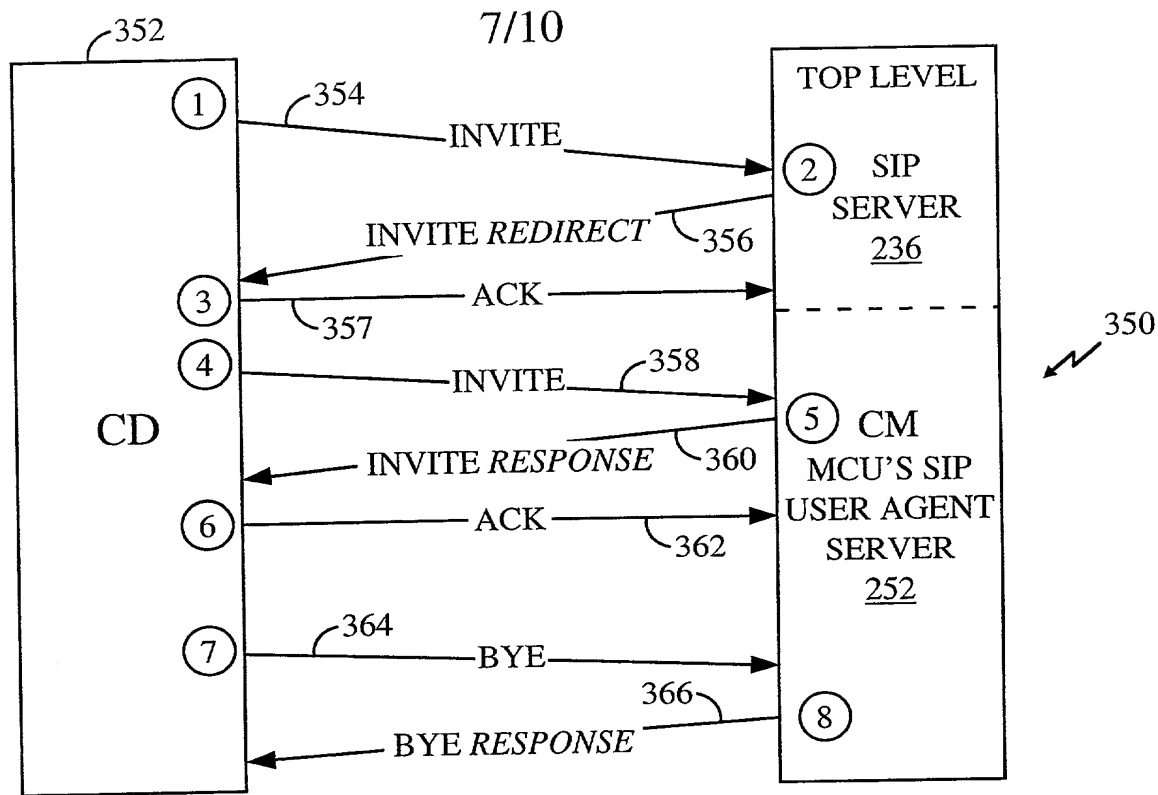 7/10
352
TOP LEVEL
1
354
INVITE
2
SIP
SERVER
236
INVITE REDIRECT
356
3
ACK
357
350
4
358
INVITE
5
CD
CM
INVITE RESPONSE
360
MCU'S SIP
USER AGENT
SERVER
252
6
ACK
362
7
364
BYE
366
8
BYE RESPONSE